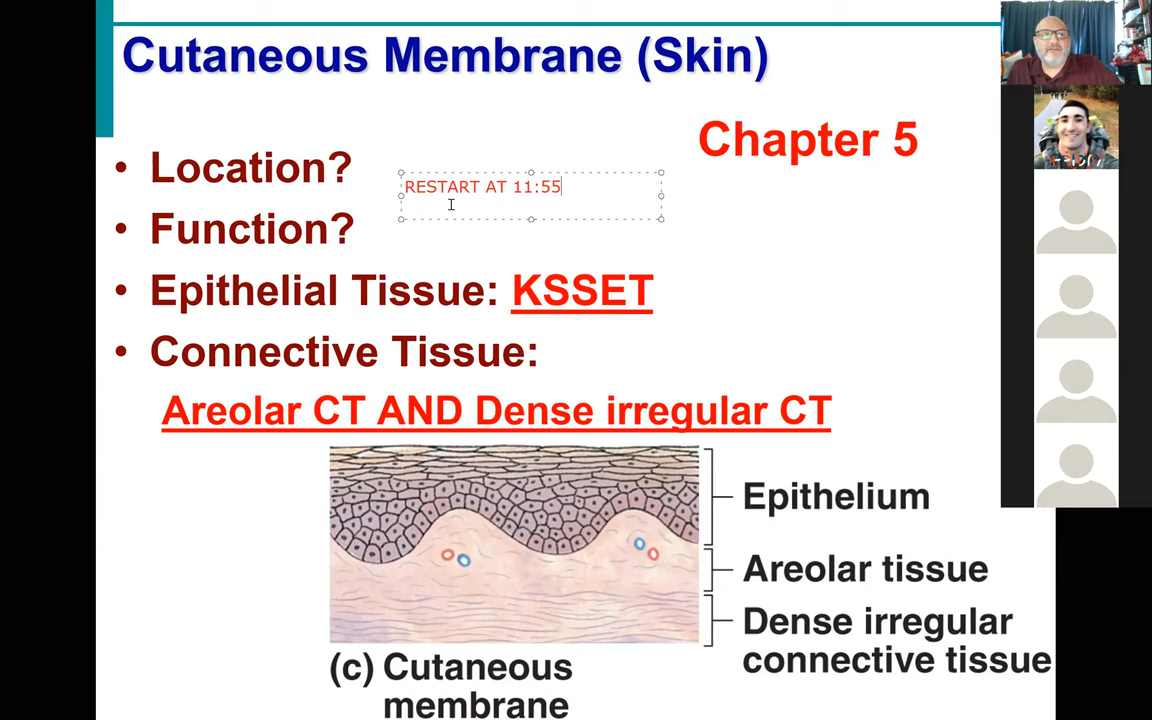 Cutaneous Membrane (Skin)
Chapter 5
• Location?
RESTART AT 11:55
• Function?
• Epithelial Tissue: KSSET
• Connective Tissue:
Areolar CT AND Dense irregular CT
Epithelium
Areolar tissue
Dense irregular
connective tissue
(c) Cutaneous
membrane